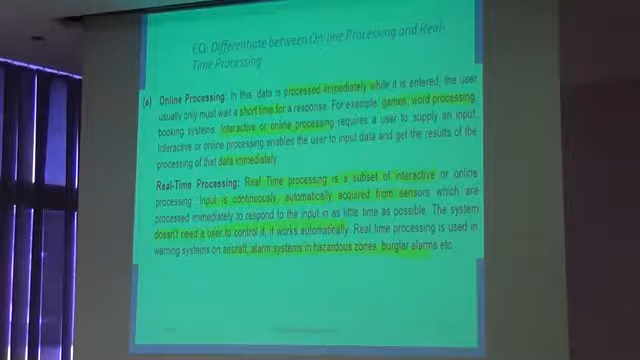 EQ: Differentiate between On-line Processing and Real-
Time Processing
(e) Online Processing: In this data is processed immediately while it is entered, the user
usually only must wait a short time for a response. For example, games, word processing,
booking systems. Interactive or online processing requires a user to supply an input.
Interactive or online processing enables the user to input data and get the results of the
processing of that data immediately.
Real-Time Processing: Real Time processing is a subset of interactive or online
processing. Input is continuously, automatically acquired from sensors which are
processed immediately to respond to the input in as little time as possible. The system
doesn't need a user to control it, it works automatically. Real time processing is used in
warning systems on aircraft, alarm systems in hazardous zones, burglar alarms etc